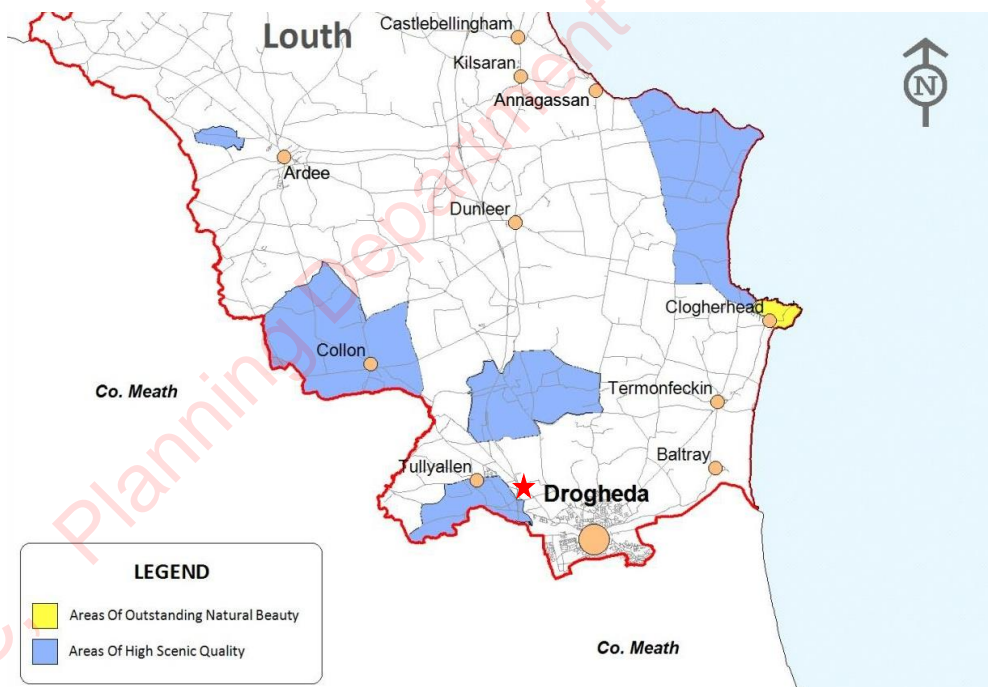 Castlebellingham
Louth
Kilsaran
N
Annagassan
Ardee
Dunleer
Clogherhead
Collon
Co. Meath
Termonfeckin
Tullyallen
Baltray
Drogheda
LEGEND
Areas Of Outstanding Natural Beauty
Areas Of High Scenic Quality
Co. Meath
Planning Department